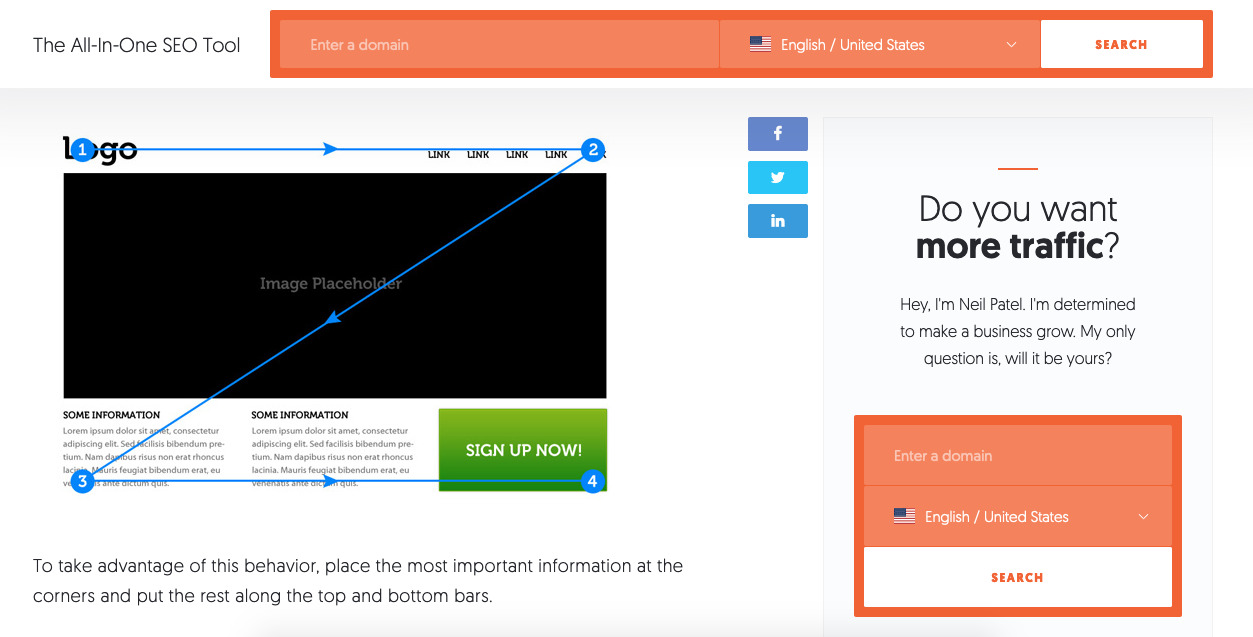 The All-In-One SEO Tool
Enter a domain
English / United States
SEARCH
Logo
1
2
LINK LINK LINK LINK
Image Placeholder
SOME INFORMATION
Lorem ipsum dolor sit amet, consectetur
adipiscing elit. Sed facilisis bibendum pre-
tium. Nam dapibus risus non erat rhoncus
lacinia. Mauris feugiat bibendum erat, eu
venenatis ante dictum quis.
SOME INFORMATION
Lorem ipsum dolor sit amet, consectetur
adipiscing elit. Sed facilisis bibendum pre-
tium. Nam dapibus risus non erat rhoncus
lacinia. Mauris feugiat bibendum erat, eu
venenatis ante dictum quis.
SIGN UP NOW!
3
4
To take advantage of this behavior, place the most important information at the
corners and put the rest along the top and bottom bars.
f
in
Do you want
more traffic?
Hey, I'm Neil Patel. I'm determined
to make a business grow. My only
question is, will it be yours?
Enter a domain
English / United States
SEARCH